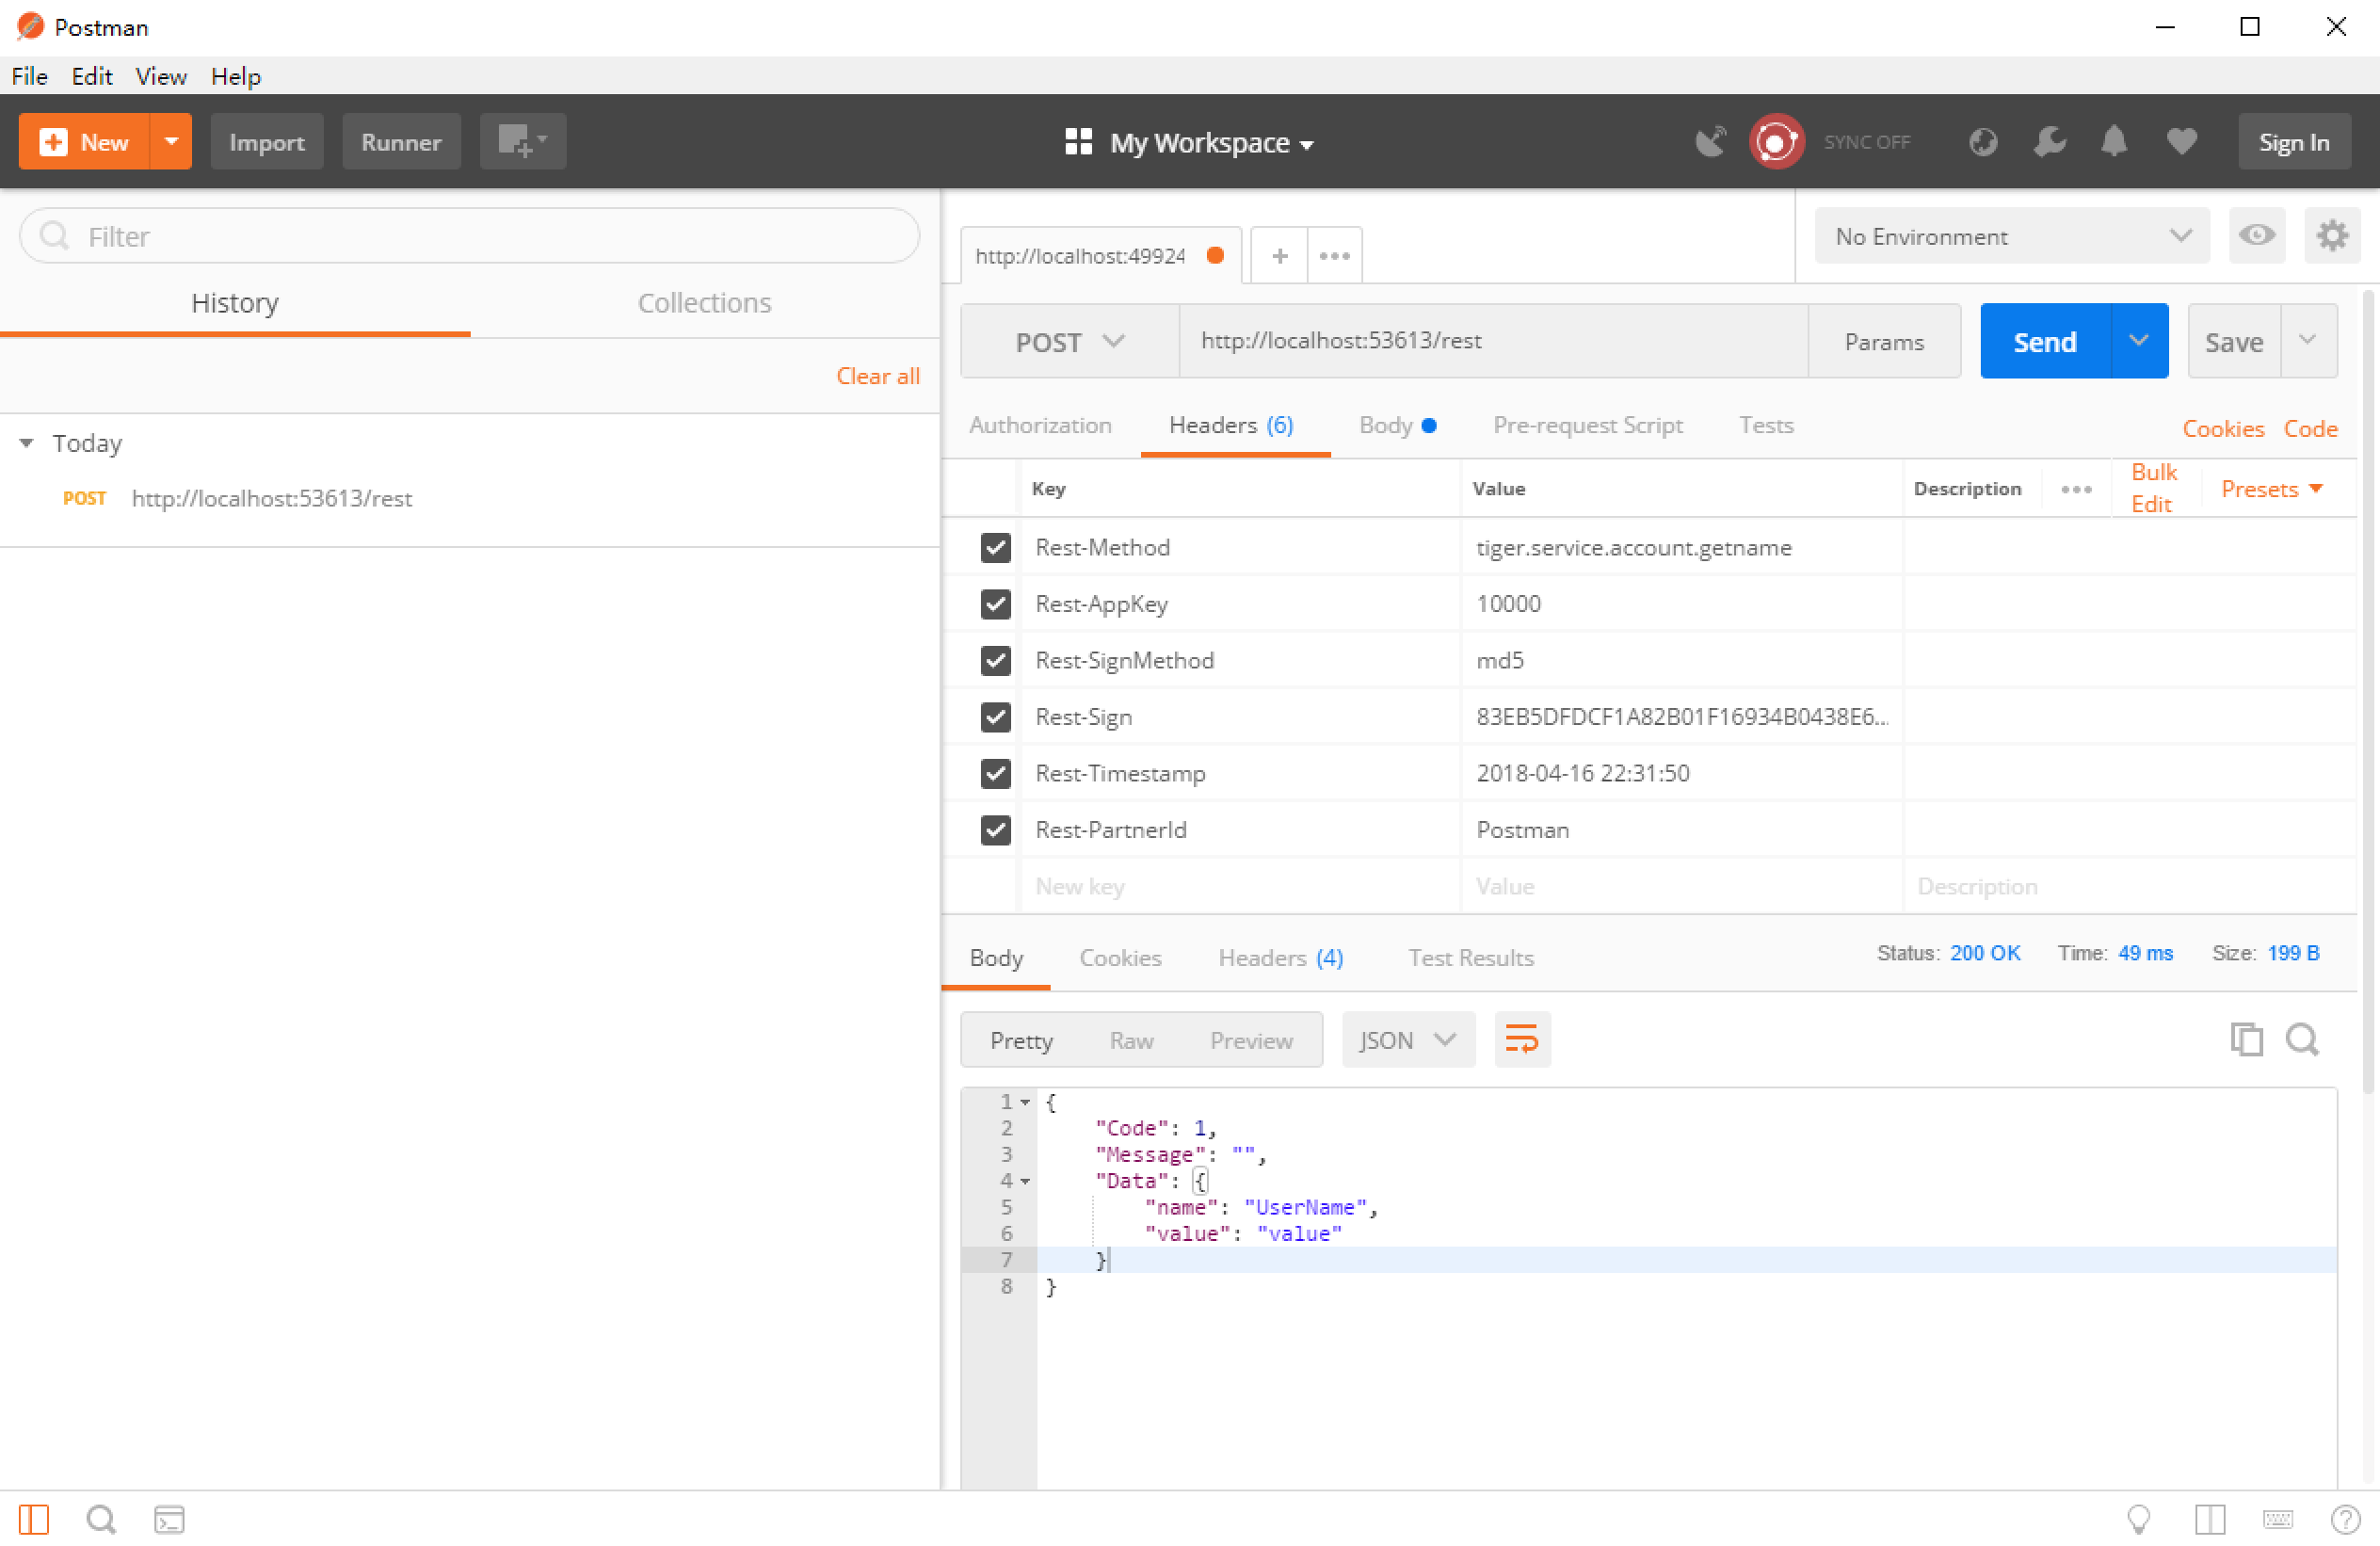 Postman
File Edit View Help
New Import Runner My Workspace SYNC OFF Sign In
Filter
History Collections
Clear all
Today
POST http://localhost:53613/rest
http://localhost:49924 + No Environment
POST http://localhost:53613/rest Params Send Save
Authorization Headers (6) Body Pre-request Script Tests Cookies Code
Key Value Description Bulk Edit Presets
Rest-Method tiger.service.account.getname
Rest-AppKey 10000
Rest-SignMethod md5
Rest-Sign 83EB5DFDCF1A82B01F16934B0438E6...
Rest-Timestamp 2018-04-16 22:31:50
Rest-PartnerId Postman
New key Value Description
Body Cookies Headers (4) Test Results Status: 200 OK Time: 49 ms Size: 199 B
Pretty Raw Preview JSON
1 {
2 "Code": 1,
3 "Message": "",
4 "Data": {
5 "name": "UserName",
6 "value": "value"
7 }
8 }